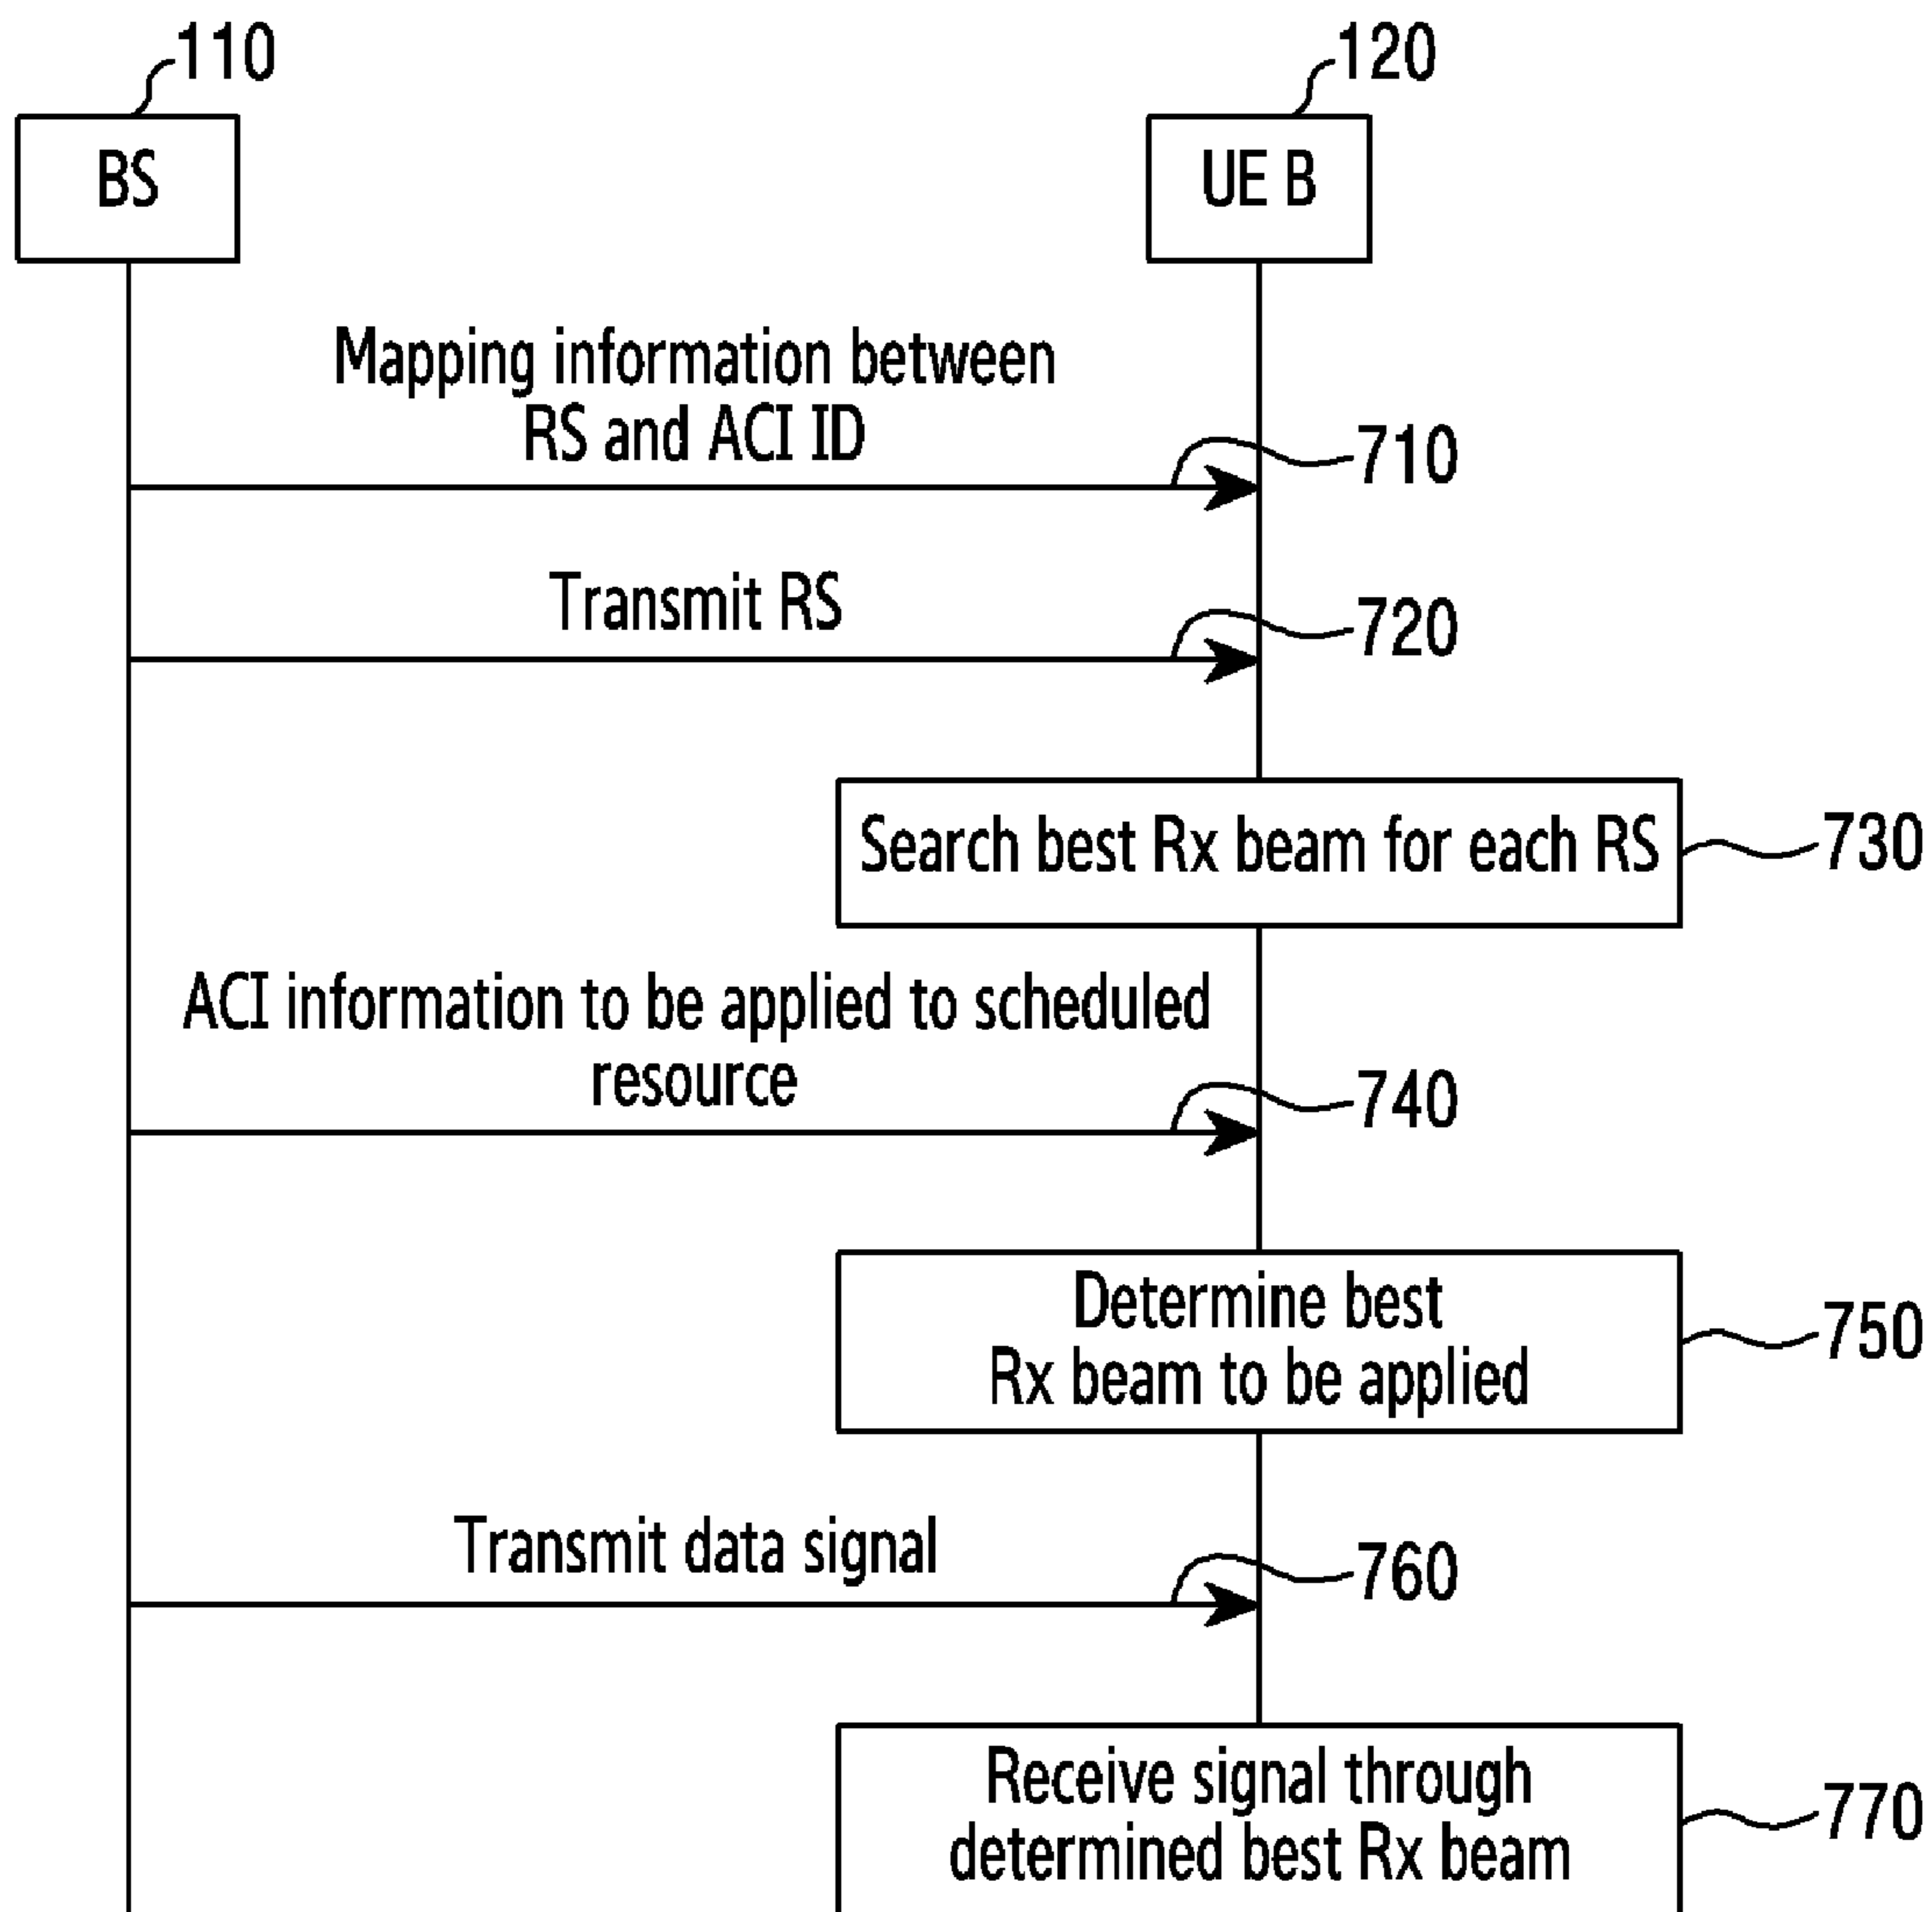 110
120
BS
UE B
Mapping information between
RS and ACI ID
710
Transmit RS
720
Search best Rx beam for each RS
730
ACI information to be applied to scheduled
resource
740
Determine best
Rx beam to be applied
750
Transmit data signal
760
Receive signal through
determined best Rx beam
770